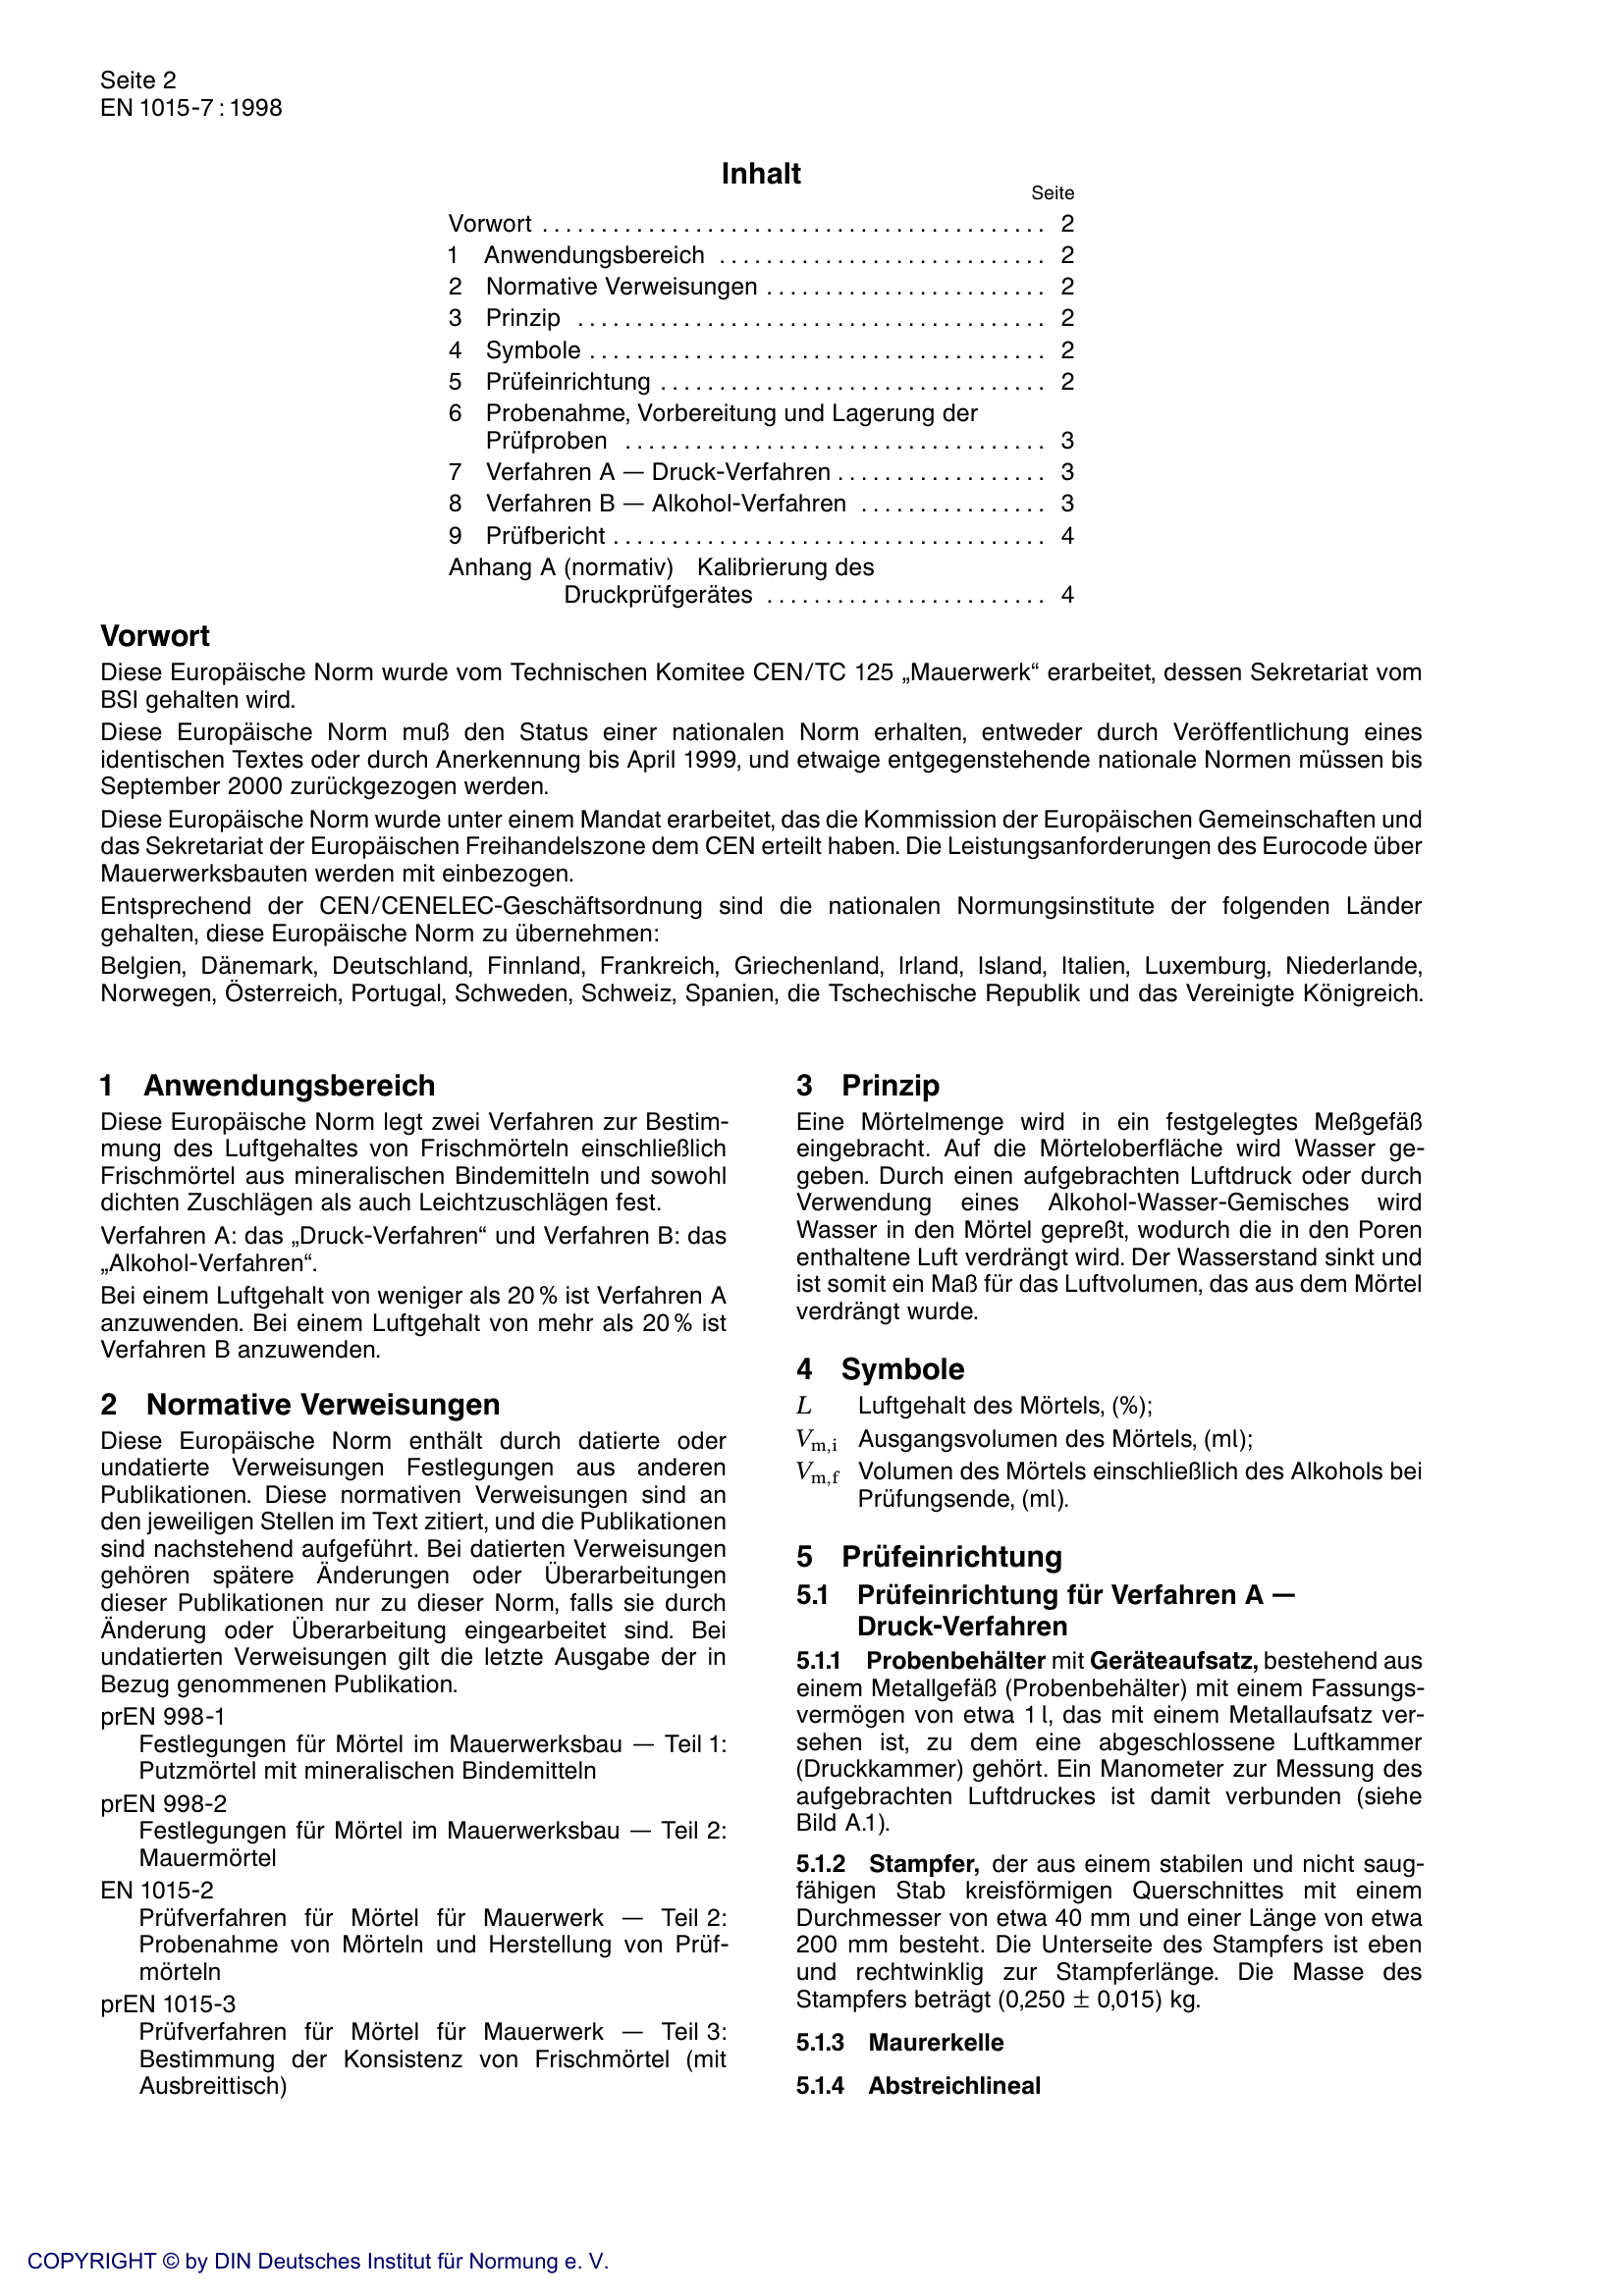 Seite 2
EN 1015-7 : 1998
Inhalt
Seite
Vorwort . . . . . . . . . . . . . . . . . . . . . . . . . . . . . . . . . . . . . . . . . . . 2
1 Anwendungsbereich . . . . . . . . . . . . . . . . . . . . . . . . . . . . 2
2 Normative Verweisungen . . . . . . . . . . . . . . . . . . . . . . . . 2
3 Prinzip . . . . . . . . . . . . . . . . . . . . . . . . . . . . . . . . . . . . . . . . 2
4 Symbole . . . . . . . . . . . . . . . . . . . . . . . . . . . . . . . . . . . . . . . 2
5 Prüfeinrichtung . . . . . . . . . . . . . . . . . . . . . . . . . . . . . . . . . 2
6 Probenahme, Vorbereitung und Lagerung der
Prüfproben . . . . . . . . . . . . . . . . . . . . . . . . . . . . . . . . . . . . 3
7 Verfahren A — Druck-Verfahren . . . . . . . . . . . . . . . . . . 3
8 Verfahren B — Alkohol-Verfahren . . . . . . . . . . . . . . . . 3
9 Prüfbericht . . . . . . . . . . . . . . . . . . . . . . . . . . . . . . . . . . . . . 4
Anhang A (normativ) Kalibrierung des
Druckprüfgerätes . . . . . . . . . . . . . . . . . . . . . . . . 4
Vorwort
Diese Europäische Norm wurde vom Technischen Komitee CEN/TC 125 „Mauerwerk“ erarbeitet, dessen Sekretariat vom
BSI gehalten wird.
Diese Europäische Norm muß den Status einer nationalen Norm erhalten, entweder durch Veröffentlichung eines
identischen Textes oder durch Anerkennung bis April 1999, und etwaige entgegenstehende nationale Normen müssen bis
September 2000 zurückgezogen werden.
Diese Europäische Norm wurde unter einem Mandat erarbeitet, das die Kommission der Europäischen Gemeinschaften und
das Sekretariat der Europäischen Freihandelszone dem CEN erteilt haben. Die Leistungsanforderungen des Eurocode über
Mauerwerksbauten werden mit einbezogen.
Entsprechend der CEN/CENELEC-Geschäftsordnung sind die nationalen Normungsinstitute der folgenden Länder
gehalten, diese Europäische Norm zu übernehmen:
Belgien, Dänemark, Deutschland, Finnland, Frankreich, Griechenland, Irland, Island, Italien, Luxemburg, Niederlande,
Norwegen, Österreich, Portugal, Schweden, Schweiz, Spanien, die Tschechische Republik und das Vereinigte Königreich.
1 Anwendungsbereich
Diese Europäische Norm legt zwei Verfahren zur Bestim-
mung des Luftgehaltes von Frischmörteln einschließlich
Frischmörtel aus mineralischen Bindemitteln und sowohl
dichten Zuschlägen als auch Leichtzuschlägen fest.
Verfahren A: das „Druck-Verfahren“ und Verfahren B: das
„Alkohol-Verfahren“.
Bei einem Luftgehalt von weniger als 20 % ist Verfahren A
anzuwenden. Bei einem Luftgehalt von mehr als 20 % ist
Verfahren B anzuwenden.
2 Normative Verweisungen
Diese Europäische Norm enthält durch datierte oder
undatierte Verweisungen Festlegungen aus anderen
Publikationen. Diese normativen Verweisungen sind an
den jeweiligen Stellen im Text zitiert, und die Publikationen
sind nachstehend aufgeführt. Bei datierten Verweisungen
gehören spätere Änderungen oder Überarbeitungen
dieser Publikationen nur zu dieser Norm, falls sie durch
Änderung oder Überarbeitung eingearbeitet sind. Bei
undatierten Verweisungen gilt die letzte Ausgabe der in
Bezug genommenen Publikation.
prEN 998-1
Festlegungen für Mörtel im Mauerwerksbau — Teil 1:
Putzmörtel mit mineralischen Bindemitteln
prEN 998-2
Festlegungen für Mörtel im Mauerwerksbau — Teil 2:
Mauermörtel
EN 1015-2
Prüfverfahren für Mörtel für Mauerwerk — Teil 2:
Probenahme von Mörteln und Herstellung von Prüf-
mörteln
prEN 1015-3
Prüfverfahren für Mörtel für Mauerwerk — Teil 3:
Bestimmung der Konsistenz von Frischmörtel (mit
Ausbreittisch)
3 Prinzip
Eine Mörtelmenge wird in ein festgelegtes Meßgefäß
eingebracht. Auf die Mörteloberfläche wird Wasser ge-
geben. Durch einen aufgebrachten Luftdruck oder durch
Verwendung eines Alkohol-Wasser-Gemisches wird
Wasser in den Mörtel gepreßt, wodurch die in den Poren
enthaltene Luft verdrängt wird. Der Wasserstand sinkt und
ist somit ein Maß für das Luftvolumen, das aus dem Mörtel
verdrängt wurde.
4 Symbole
L Luftgehalt des Mörtels, (%);
Vm,i Ausgangsvolumen des Mörtels, (ml);
Vm,f Volumen des Mörtels einschließlich des Alkohols bei
Prüfungsende, (ml).
5 Prüfeinrichtung
5.1 Prüfeinrichtung für Verfahren A —
Druck-Verfahren
5.1.1 Probenbehälter mit Geräteaufsatz, bestehend aus
einem Metallgefäß (Probenbehälter) mit einem Fassungs-
vermögen von etwa 1 l, das mit einem Metallaufsatz ver-
sehen ist, zu dem eine abgeschlossene Luftkammer
(Druckkammer) gehört. Ein Manometer zur Messung des
aufgebrachten Luftdruckes ist damit verbunden (siehe
Bild A.1).
5.1.2 Stampfer, der aus einem stabilen und nicht saug-
fähigen Stab kreisförmigen Querschnittes mit einem
Durchmesser von etwa 40 mm und einer Länge von etwa
200 mm besteht. Die Unterseite des Stampfers ist eben
und rechtwinklig zur Stampferlänge. Die Masse des
Stampfers beträgt (0,250 ± 0,015) kg.
5.1.3 Maurerkelle
5.1.4 Abstreichlineal
COPYRIGHT © by DIN Deutsches Institut für Normung e. V.